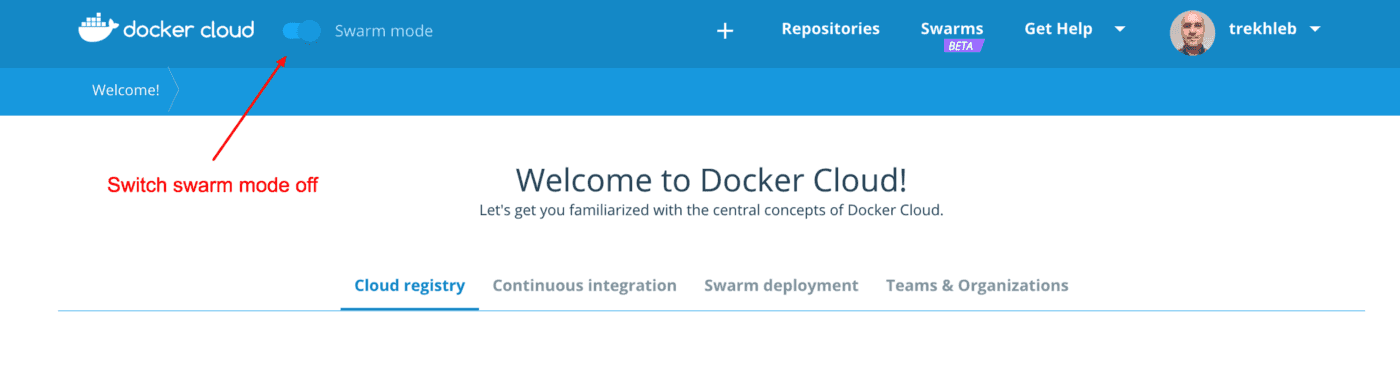 docker cloud Swarm mode + Repositories Swarms Get Help trekhleb
BETA
Welcome!
Switch swarm mode off
Welcome to Docker Cloud!
Let's get you familiarized with the central concepts of Docker Cloud.
Cloud registry Continuous integration Swarm deployment Teams & Organizations